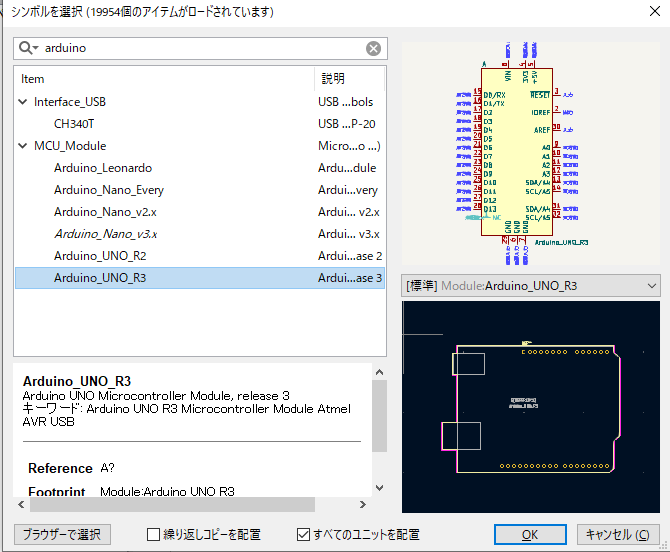 シンボルを選択 (19954個のアイテムがロードされています)
arduino
Item 説明
Interface_USB USB ...bols
CH340T USB ...P-20
MCU_Module Micro...o ...)
Arduino_Leonardo Ardu...dule
Arduino_Nano_Every Ardui...very
Arduino_Nano_v2.x Ardui... v2.x
Arduino_Nano_v3.x Ardui... v3.x
Arduino_UNO_R2 Ardui...ase 2
Arduino_UNO_R3 Ardui...ase 3
A
VIN 3V3 +5V
D0/RX RESET 3
D1/TX
D2 IOREF
D3
D4 AREF 30
D5
D6 A0
D7 A1
D8 A2
D9 A3
D10 SDA/A4
D11 SCL/A5
D12
D13 SDA/A4
NC SCL/A5
GND GND GND
Arduino_UNO_R3
[標準] Module:Arduino_UNO_R3
Arduino_UNO_R3
Arduino UNO Microcontroller Module, release 3
キーワード: Arduino UNO R3 Microcontroller Module Atmel
AVR USB
Reference A?
Footprint Module:Arduino UNO R3
ブラウザーで選択 繰り返しコピーを配置 すべてのユニットを配置 OK キャンセル (C)